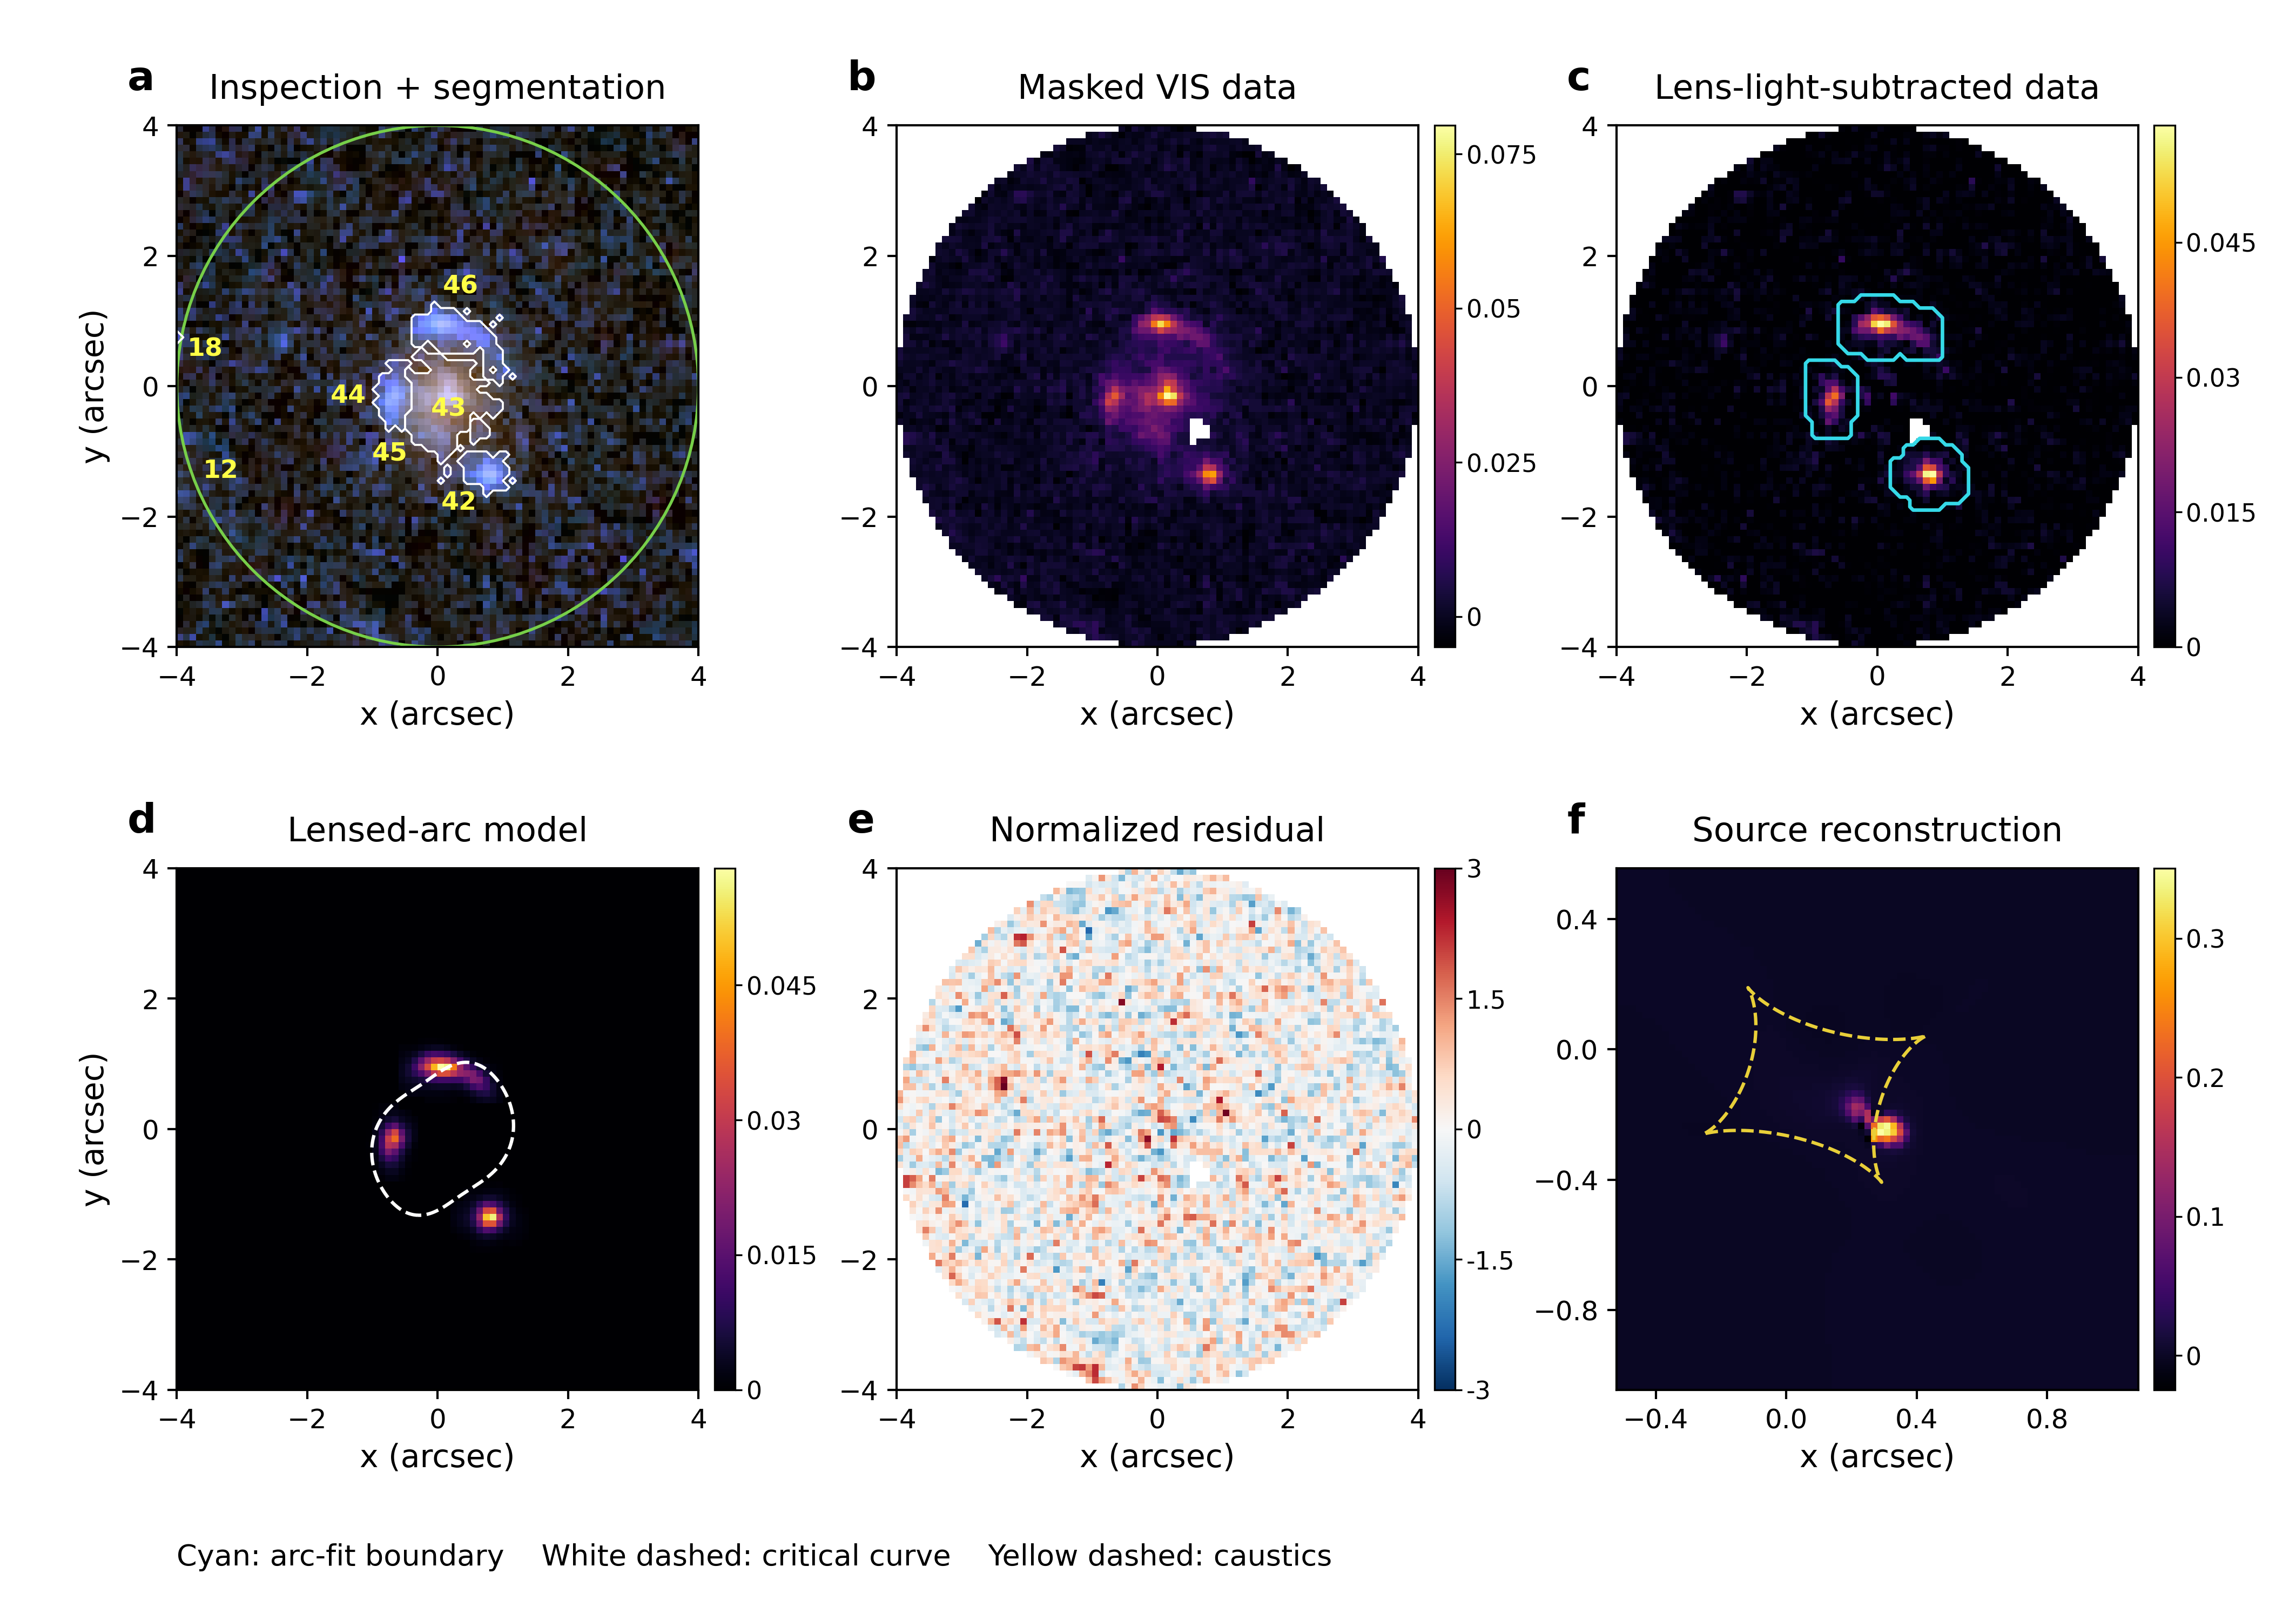 a Inspection + segmentation
b Masked VIS data
c Lens-light-subtracted data
4
2
0
−2
−4
y (arcsec)
46
18
44
43
45
12
42
−4 −2 0 2 4
x (arcsec)
4
2
0
−2
−4
0.075
0.05
0.025
0
−4 −2 0 2 4
x (arcsec)
4
2
0
−2
−4
0.045
0.03
0.015
0
−4 −2 0 2 4
x (arcsec)
d Lensed-arc model
e Normalized residual
f Source reconstruction
4
2
0
−2
−4
y (arcsec)
0.045
0.03
0.015
0
−4 −2 0 2 4
x (arcsec)
4
2
0
−2
−4
3
1.5
0
-1.5
-3
−4 −2 0 2 4
x (arcsec)
0.4
0.0
−0.4
−0.8
0.3
0.2
0.1
0
−0.4 0.0 0.4 0.8
x (arcsec)
Cyan: arc-fit boundary White dashed: critical curve Yellow dashed: caustics